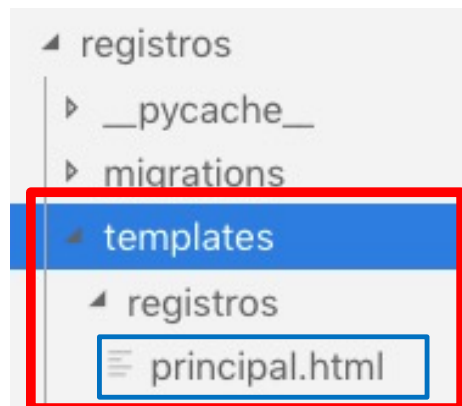 registros
__pycache__
migrations
templates
registros
principal.html